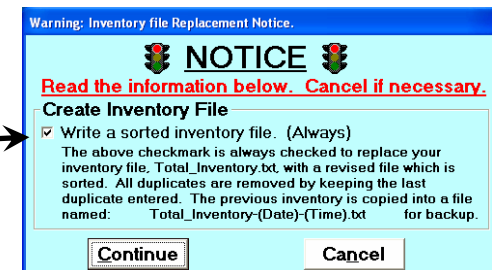 Warning: Inventory file Replacement Notice.
NOTICE
Read the information below. Cancel if necessary.
Create Inventory File
Write a sorted inventory file. (Always)
The above checkmark is always checked to replace your
inventory file, Total_Inventory.txt, with a revised file which is
sorted. All duplicates are removed by keeping the last
duplicate entered. The previous inventory is copied into a file
named: Total_Inventory-(Date)-(Time).txt for backup.
Continue Cancel